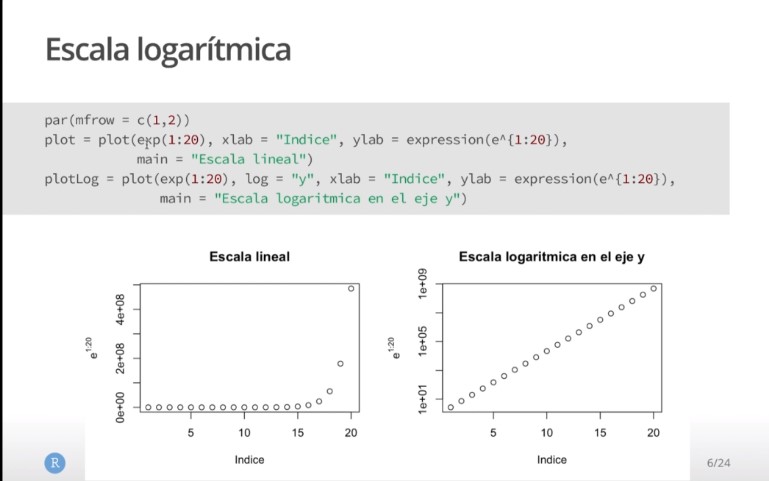 Escala logarítmica
par(mfrow = c(1,2))
plot = plot(exp(1:20), xlab = "Indice", ylab = expression(e^{1:20}),
main = "Escala lineal")
plotLog = plot(exp(1:20), log = "y", xlab = "Indice", ylab = expression(e^{1:20}),
main = "Escala logaritmica en el eje y")
Escala lineal
e1:20
4e+08
2e+08
0e+00
5 10 15 20
Indice
Escala logaritmica en el eje y
e1:20
1e+09
1e+05
1e+01
5 10 15 20
Indice
R
6/24